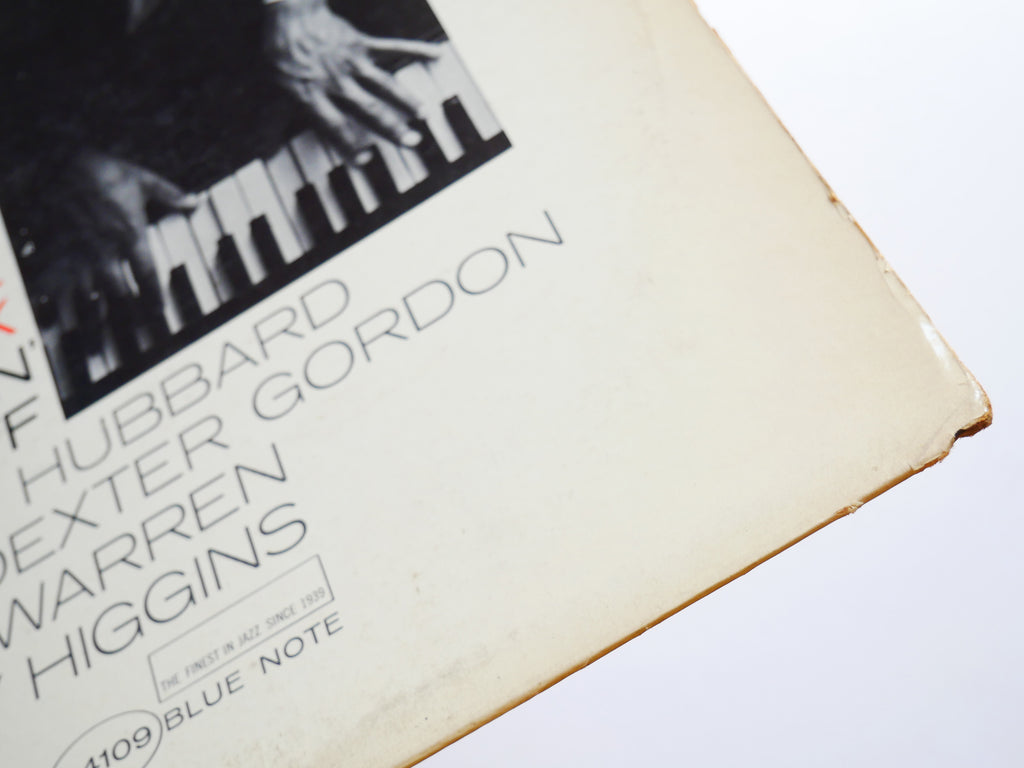 N'
F
HUBBARD
DEXTER GORDON
WARREN
HIGGINS
THE FINEST IN JAZZ SINCE 1939
4109 BLUE NOTE